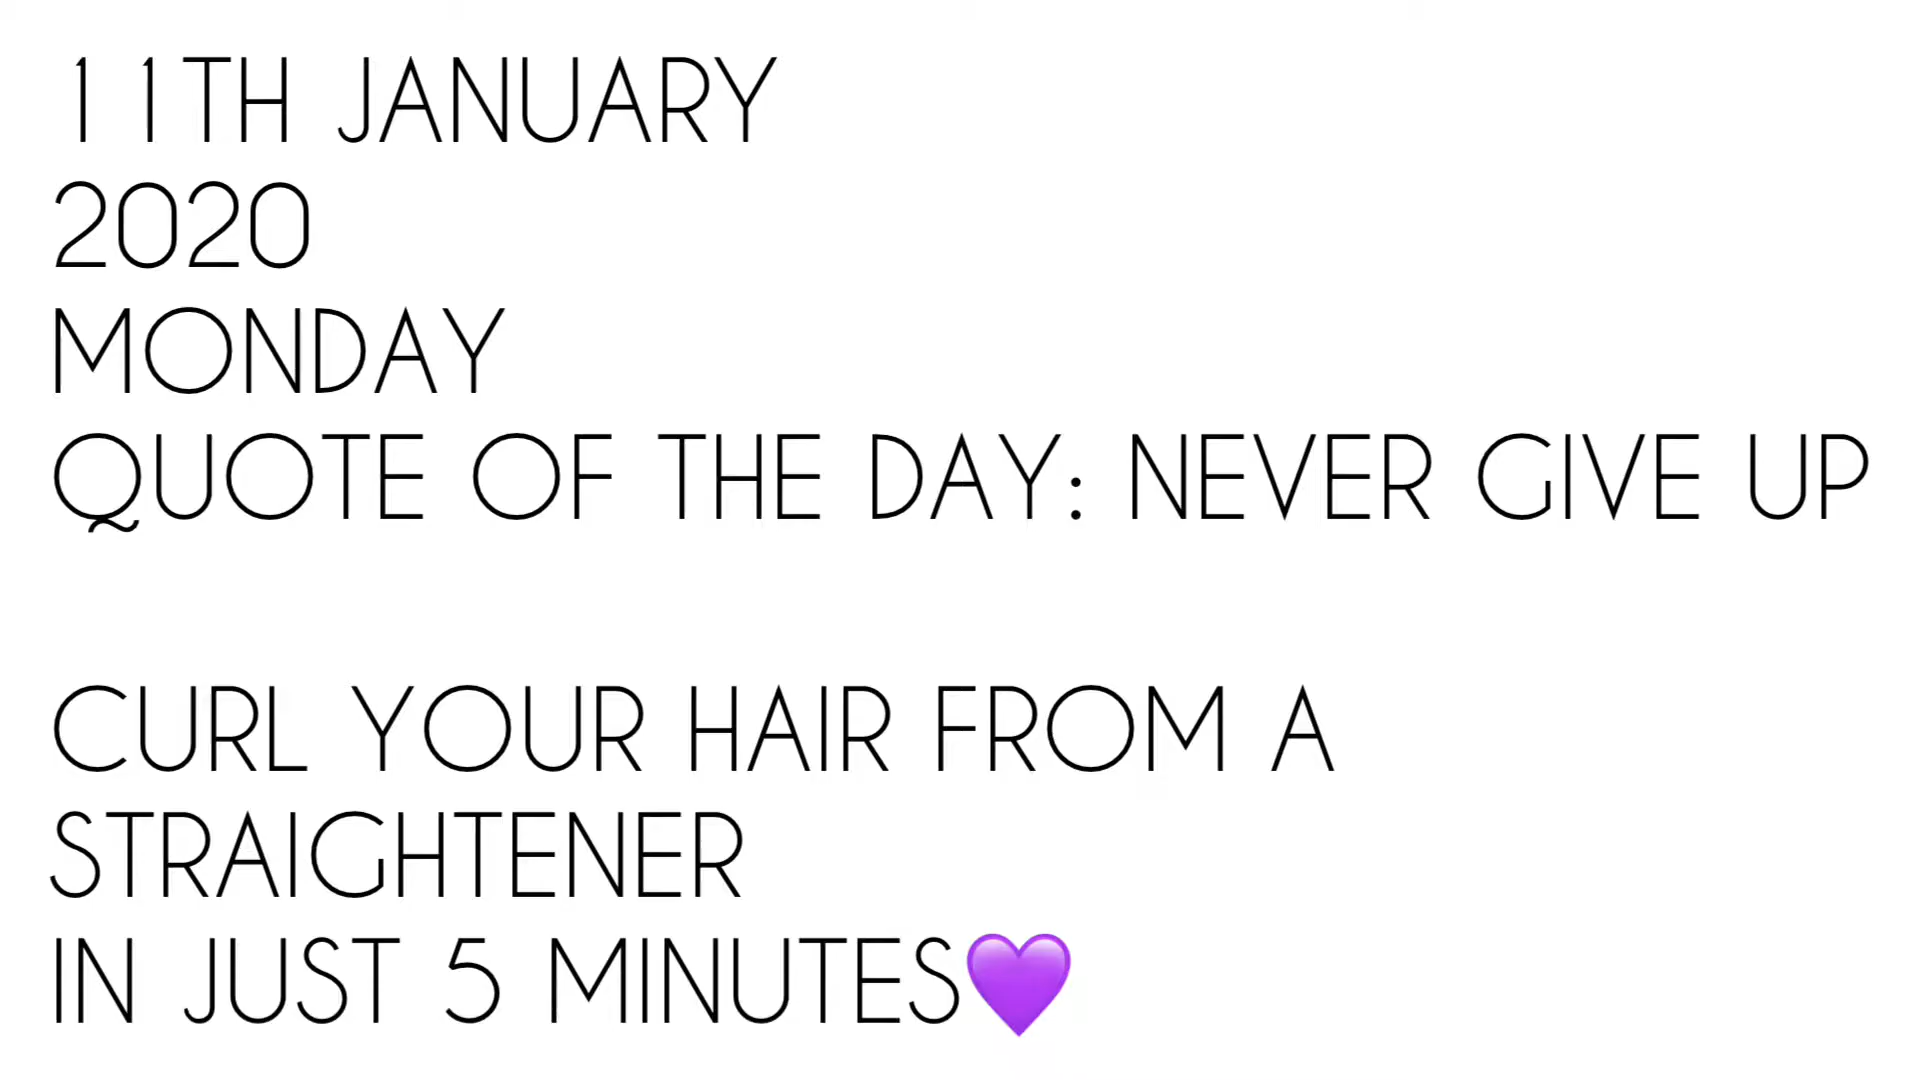 11TH JANUARY
2020
MONDAY
QUOTE OF THE DAY: NEVER GIVE UP
CURL YOUR HAIR FROM A
STRAIGHTENER
IN JUST 5 MINUTES💜